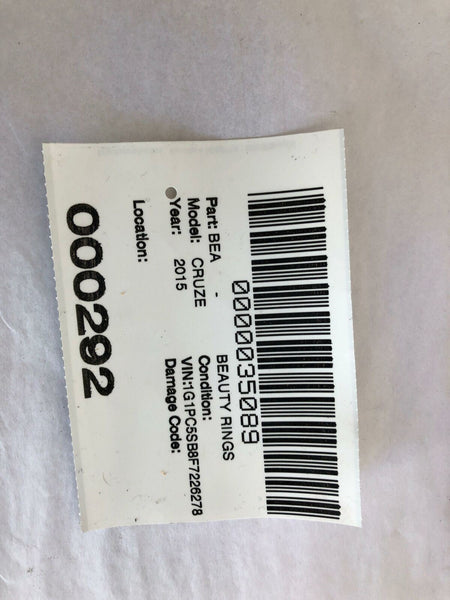 0000035089
Part: BEA - BEAUTY RINGS
Model: CRUZE Condition:
Year: 2015 VIN:1G1PC5SB8F7226278
Damage Code:
Location:
000292